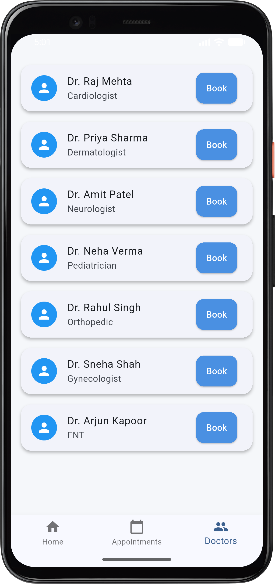 Dr. Raj Mehta
Cardiologist
Book
Dr. Priya Sharma
Dermatologist
Book
Dr. Amit Patel
Neurologist
Book
Dr. Neha Verma
Pediatrician
Book
Dr. Rahul Singh
Orthopedic
Book
Dr. Sneha Shah
Gynecologist
Book
Dr. Arjun Kapoor
ENT
Book
Home
Appointments
Doctors